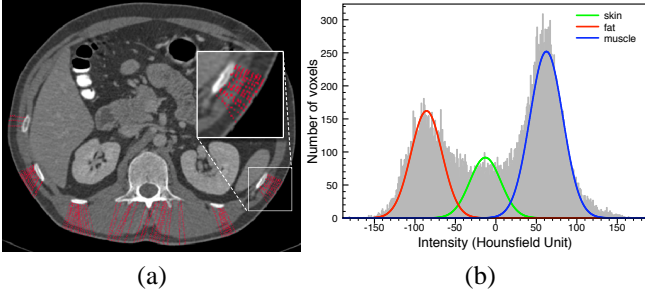 skin
fat
muscle
Number of voxels
300
250
200
150
100
50
0
-150
-100
-50
0
50
100
150
Intensity (Hounsfield Unit)
(a)
(b)